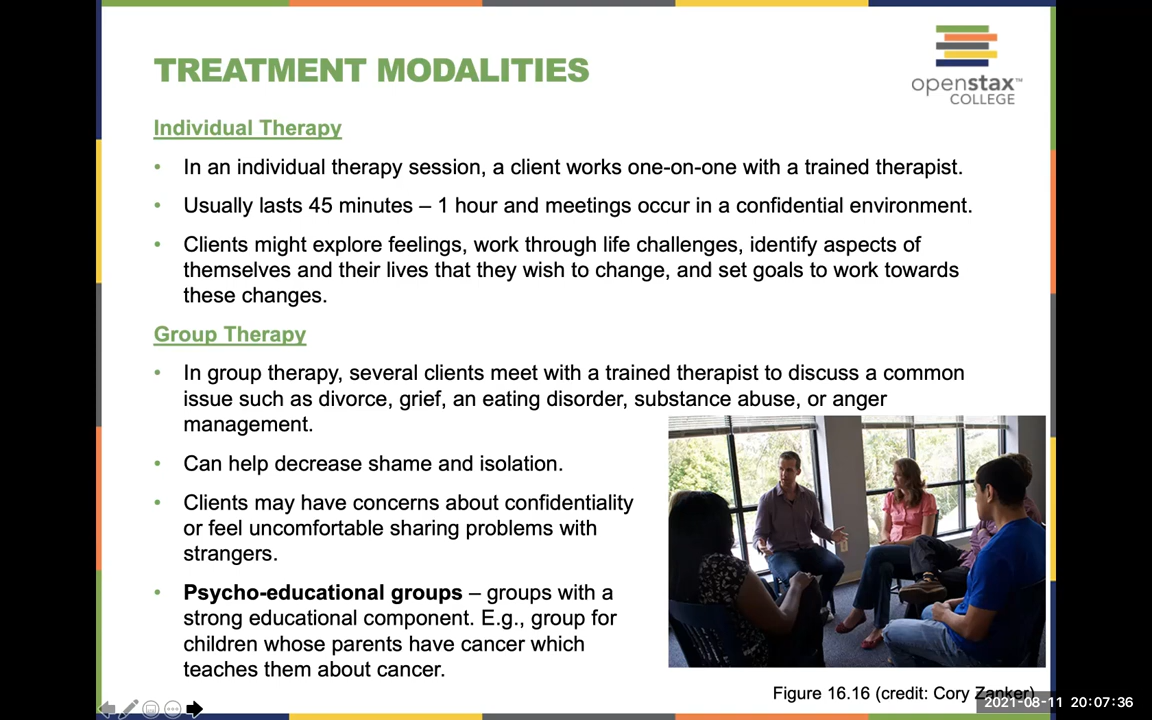 TREATMENT MODALITIES
openstax™
COLLEGE
Individual Therapy
• In an individual therapy session, a client works one-on-one with a trained therapist.
• Usually lasts 45 minutes – 1 hour and meetings occur in a confidential environment.
• Clients might explore feelings, work through life challenges, identify aspects of
themselves and their lives that they wish to change, and set goals to work towards
these changes.
Group Therapy
• In group therapy, several clients meet with a trained therapist to discuss a common
issue such as divorce, grief, an eating disorder, substance abuse, or anger
management.
• Can help decrease shame and isolation.
• Clients may have concerns about confidentiality
or feel uncomfortable sharing problems with
strangers.
• Psycho-educational groups – groups with a
strong educational component. E.g., group for
children whose parents have cancer which
teaches them about cancer.
Figure 16.16 (credit: Cory Zanker)
2021-08-11 20:07:36